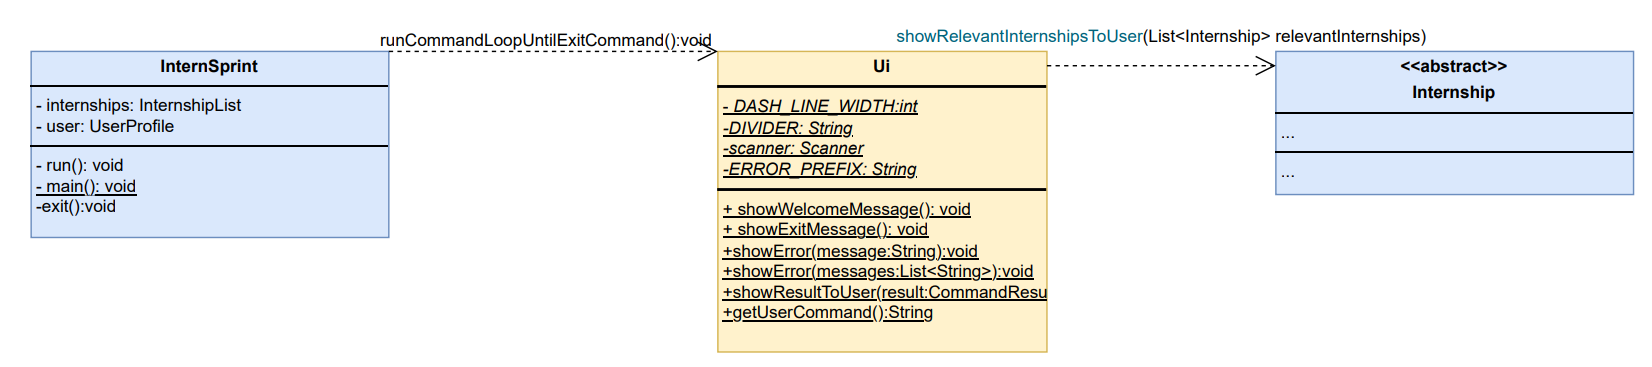 runCommandLoopUntilExitCommand():void
showRelevantInternshipsToUser(List<Internship> relevantInternships)
InternSprint
- internships: InternshipList
- user: UserProfile
- run(): void
- main(): void
-exit():void
Ui
- DASH_LINE_WIDTH:int
-DIVIDER: String
-scanner: Scanner
-ERROR_PREFIX: String
+ showWelcomeMessage(): void
+ showExitMessage(): void
+showError(message:String):void
+showError(messages:List<String>):void
+showResultToUser(result:CommandResu
+getUserCommand():String
<<abstract>>
Internship
...
...